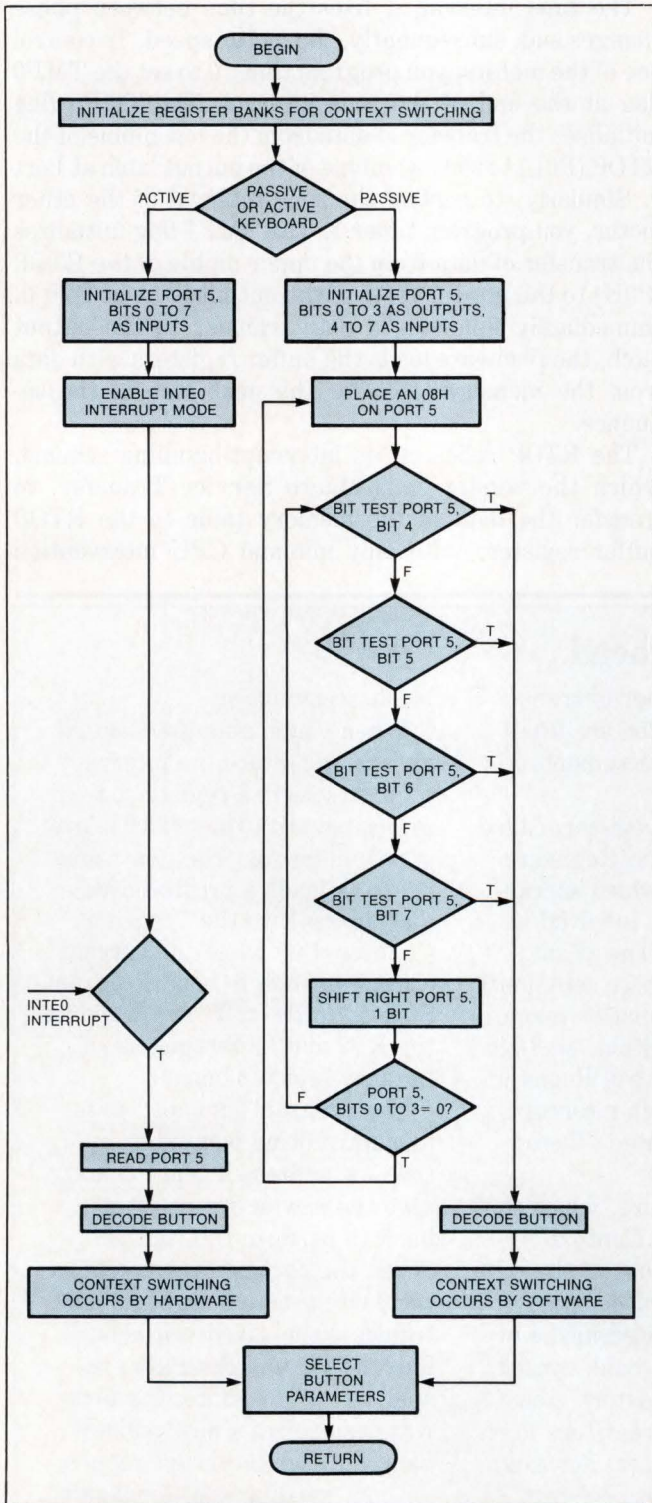 BEGIN
INITIALIZE REGISTER BANKS FOR CONTEXT SWITCHING
PASSIVE
OR ACTIVE
KEYBOARD
ACTIVE
PASSIVE
INITIALIZE PORT 5,
BITS 0 TO 7
AS INPUTS
INITIALIZE PORT 5,
BITS 0 TO 3 AS OUTPUTS,
4 TO 7 AS INPUTS
ENABLE INTE0
INTERRUPT MODE
PLACE AN 08H
ON PORT 5
BIT TEST PORT 5,
BIT 4
T
F
BIT TEST PORT 5,
BIT 5
T
F
BIT TEST PORT 5,
BIT 6
T
F
BIT TEST PORT 5,
BIT 7
T
F
SHIFT RIGHT PORT 5,
1 BIT
INTE0
INTERRUPT
T
PORT 5,
BITS 0 TO 3 = 0?
F
T
READ PORT 5
DECODE BUTTON
DECODE BUTTON
CONTEXT SWITCHING
OCCURS BY HARDWARE
CONTEXT SWITCHING
OCCURS BY SOFTWARE
SELECT
BUTTON
PARAMETERS
RETURN